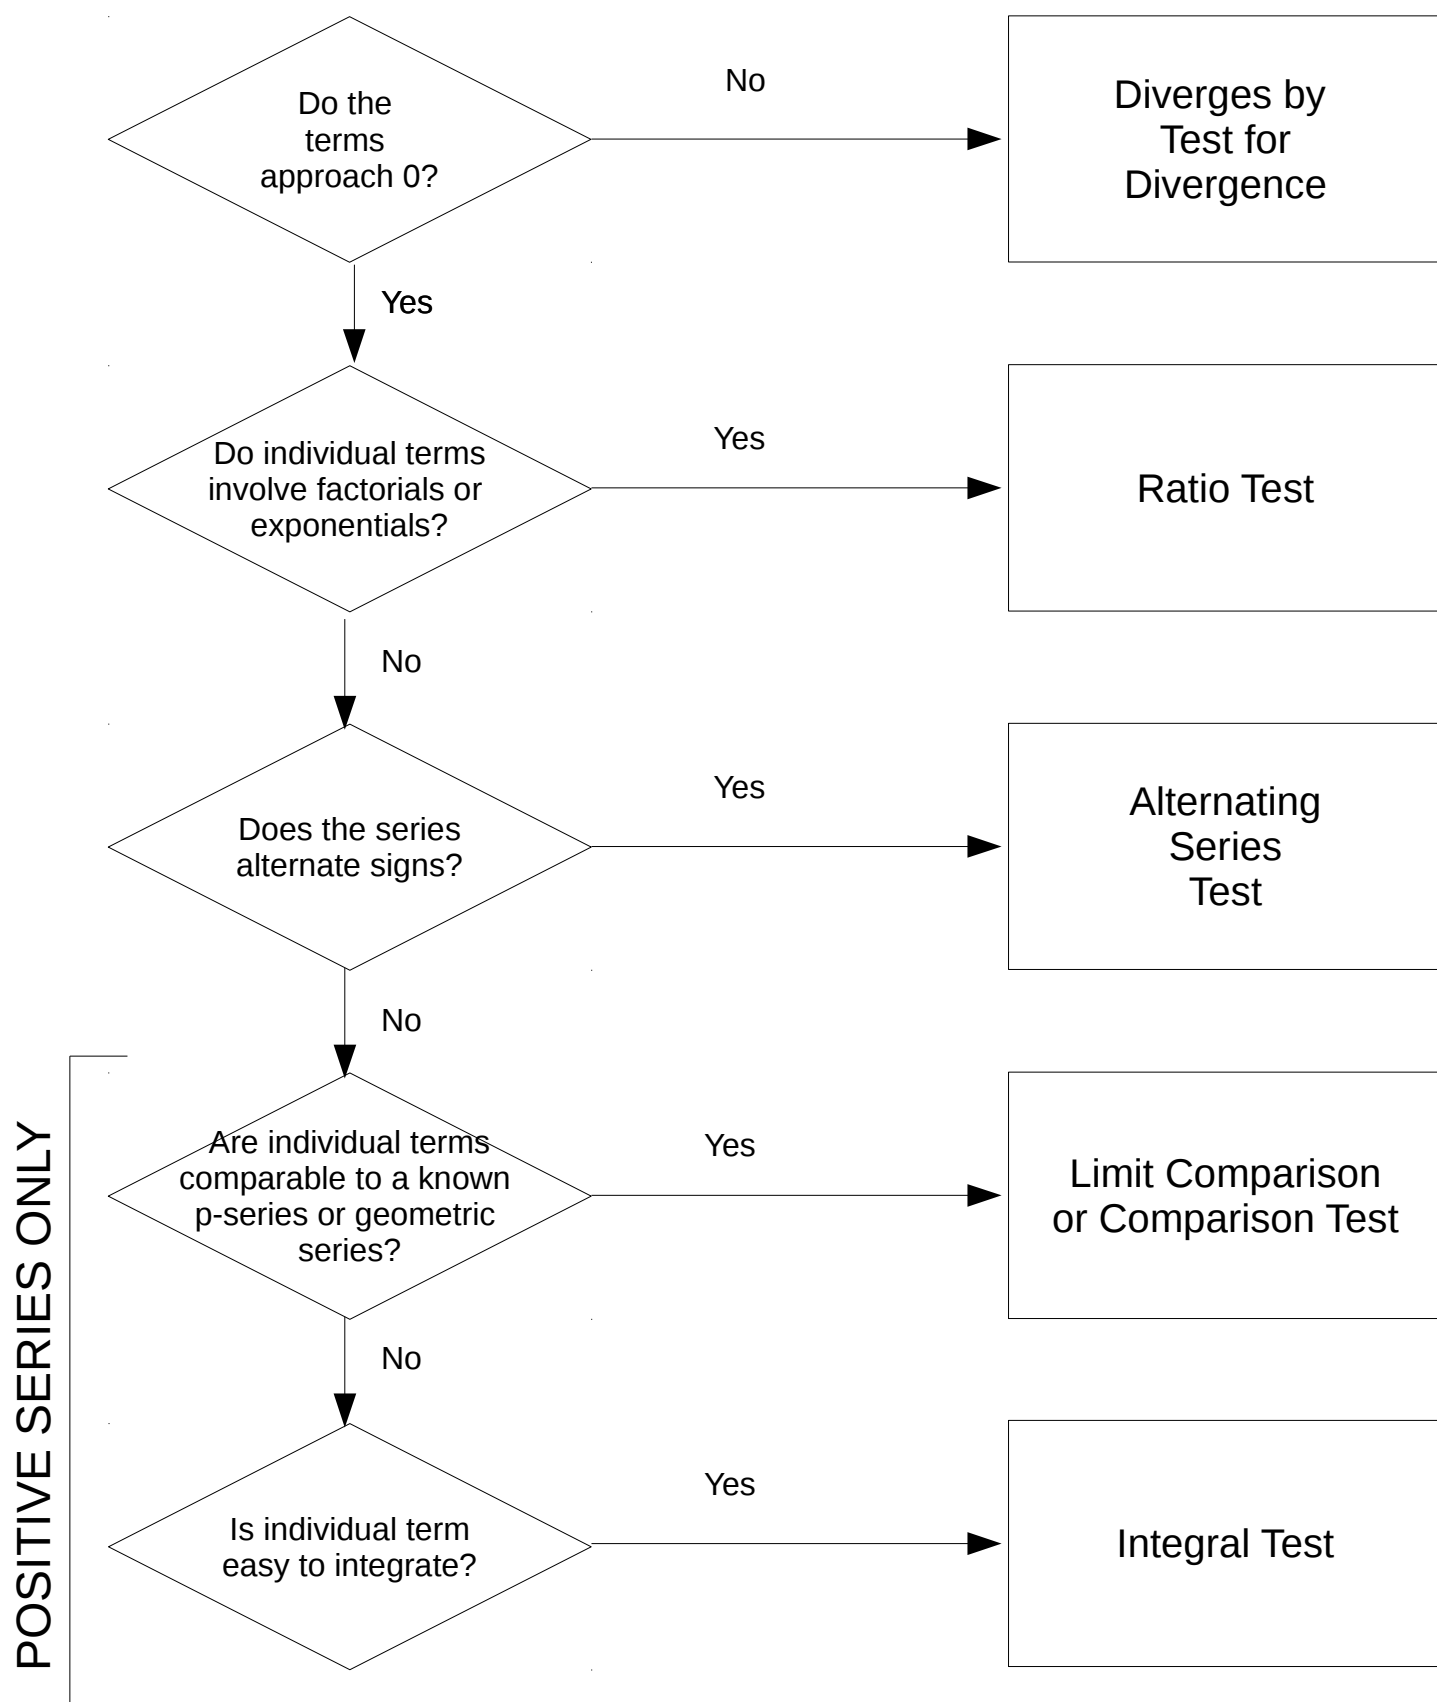 Do the
terms
approach 0?
No
Diverges by
Test for
Divergence
Yes
Do individual terms
involve factorials or
exponentials?
Yes
Ratio Test
No
Does the series
alternate signs?
Yes
Alternating
Series
Test
No
POSITIVE SERIES ONLY
Are individual terms
comparable to a known
p-series or geometric
series?
Yes
Limit Comparison
or Comparison Test
No
Is individual term
easy to integrate?
Yes
Integral Test